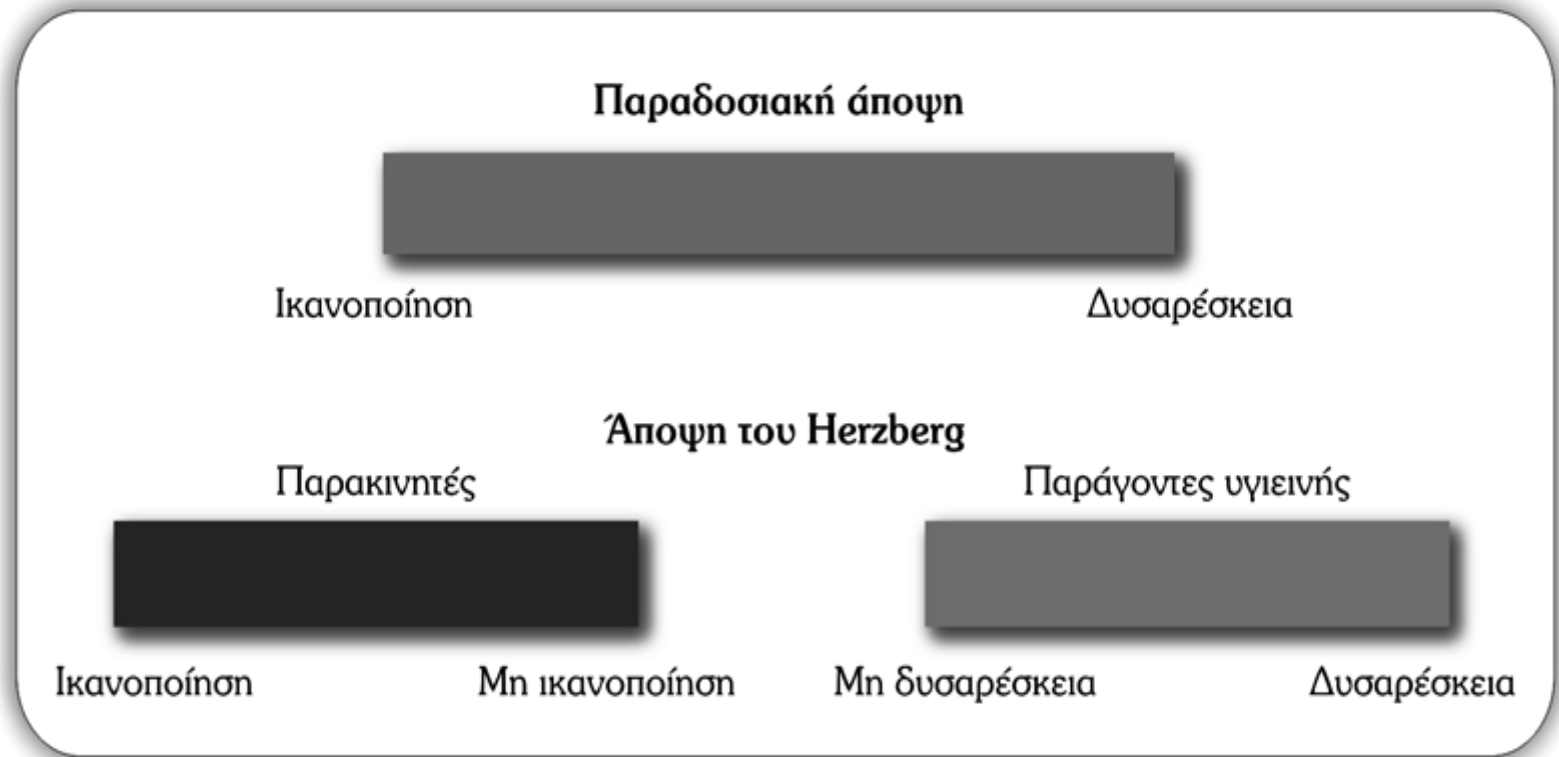 Παραδοσιακή άποψη
Ικανοποίηση Δυσαρέσκεια
Άποψη του Herzberg
Παρακινητές Παράγοντες υγιεινής
Ικανοποίηση Μη ικανοποίηση Μη δυσαρέσκεια Δυσαρέσκεια